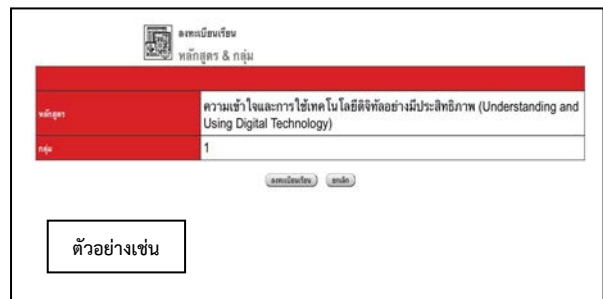 ลงทะเบียนเรียน
หลักสูตร & กลุ่ม
หลักสูตร
ความเข้าใจและการใช้เทคโนโลยีดิจิทัลอย่างมีประสิทธิภาพ (Understanding and
Using Digital Technology)
กลุ่ม
1
ลงทะเบียนเรียน ยกเลิก
ตัวอย่างเช่น